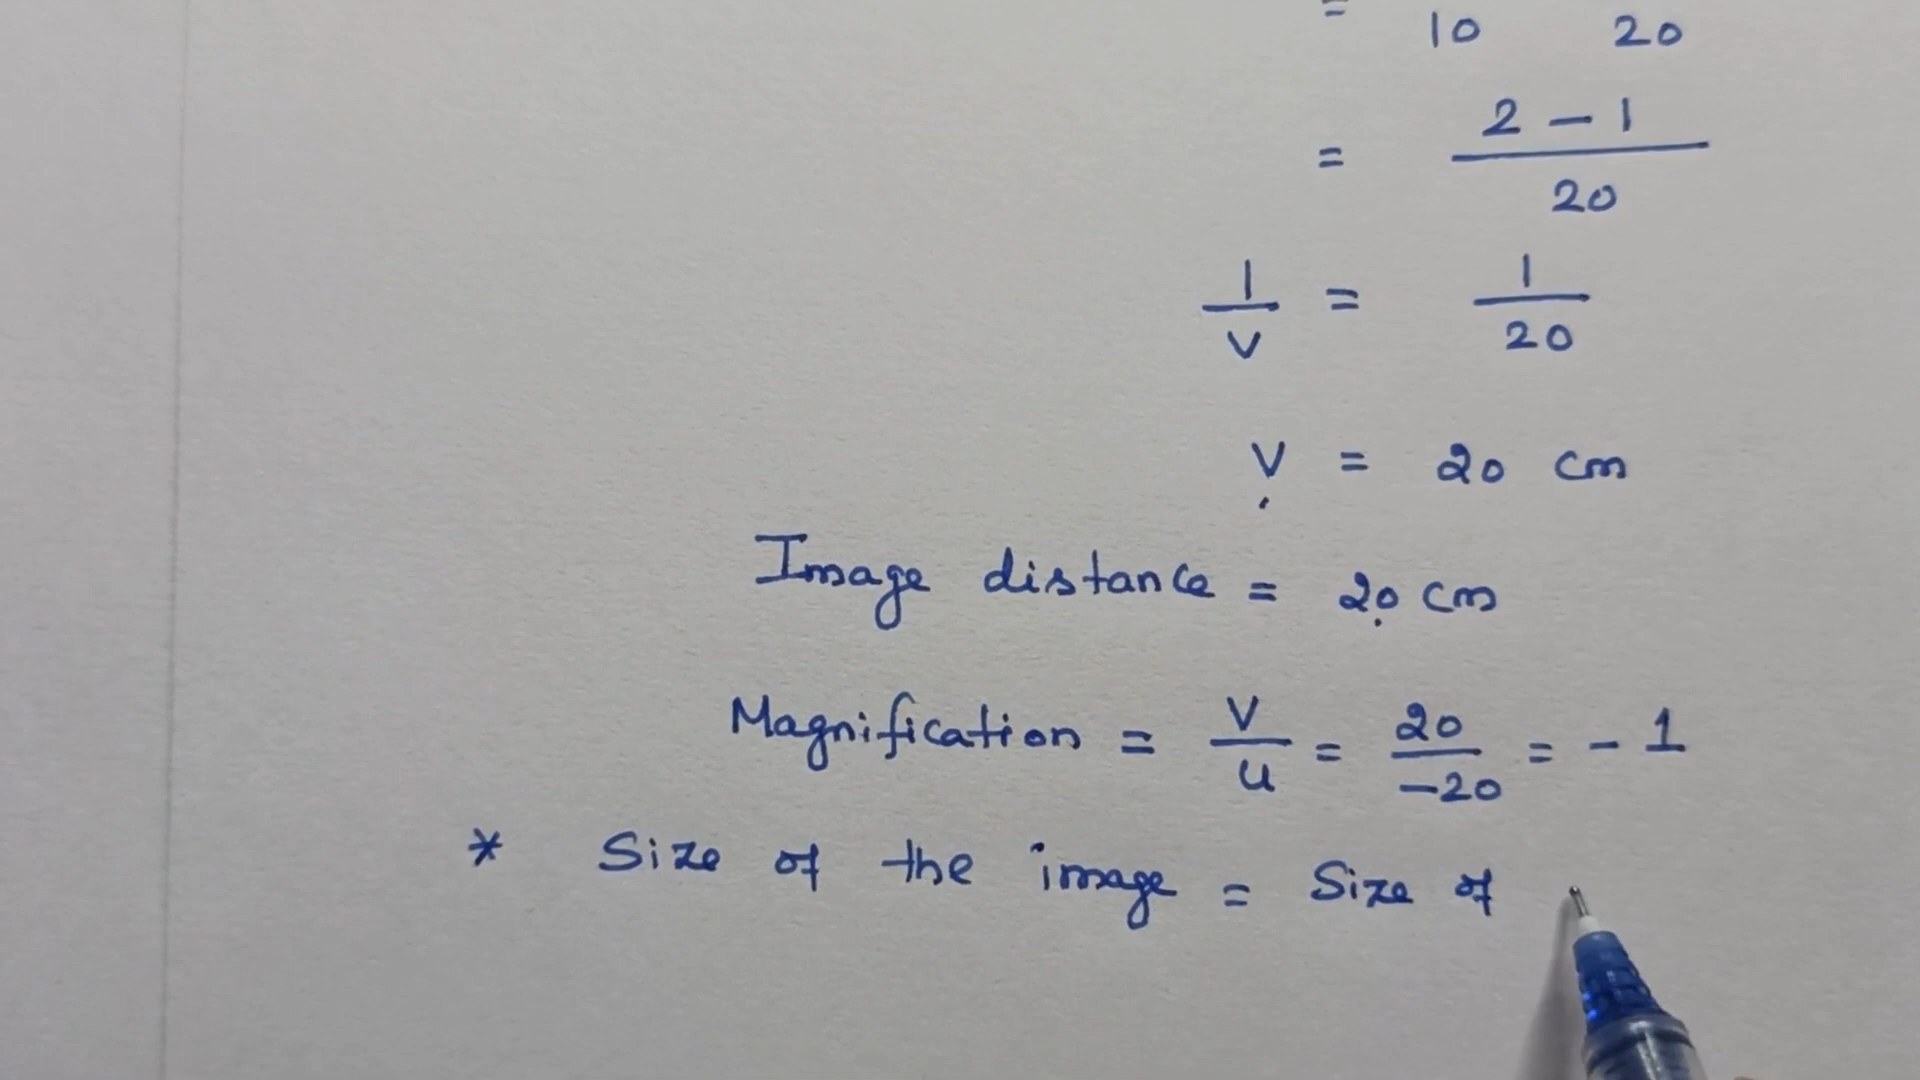 = 10 20
= 2 - 1 / 20
1/v = 1/20
v = 20 cm
Image distance = 20 cm
Magnification = v/u = 20/-20 = - 1
* Size of the image = Size of